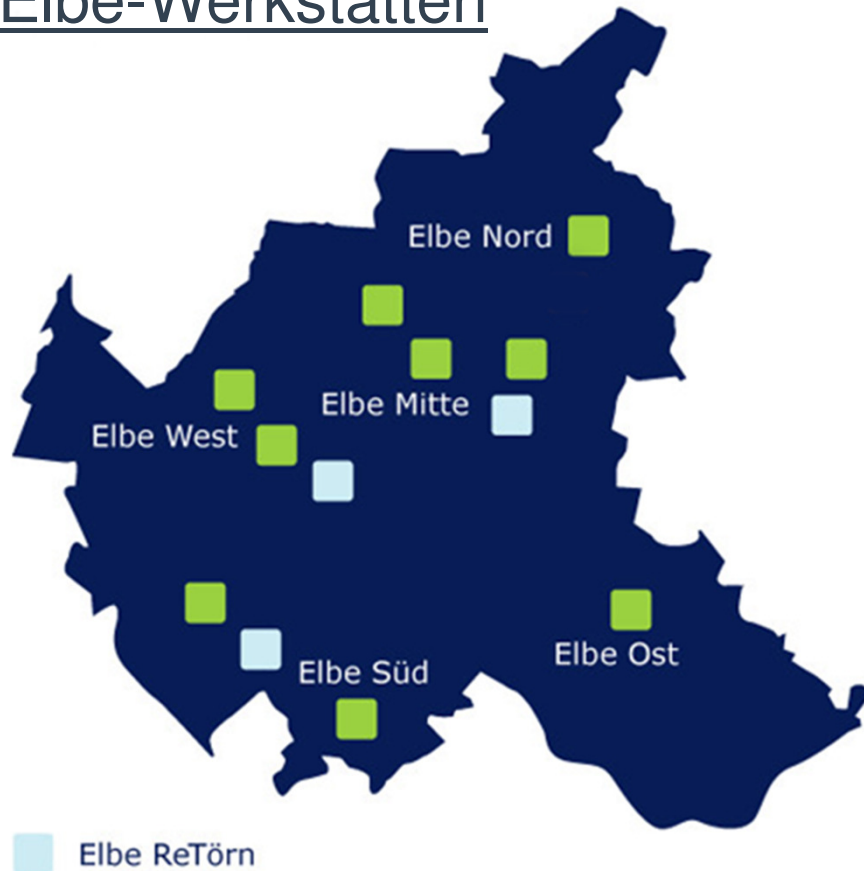 Elbe-Werkstätten
Elbe Nord
Elbe Mitte
Elbe West
Elbe Ost
Elbe Süd
Elbe ReTörn